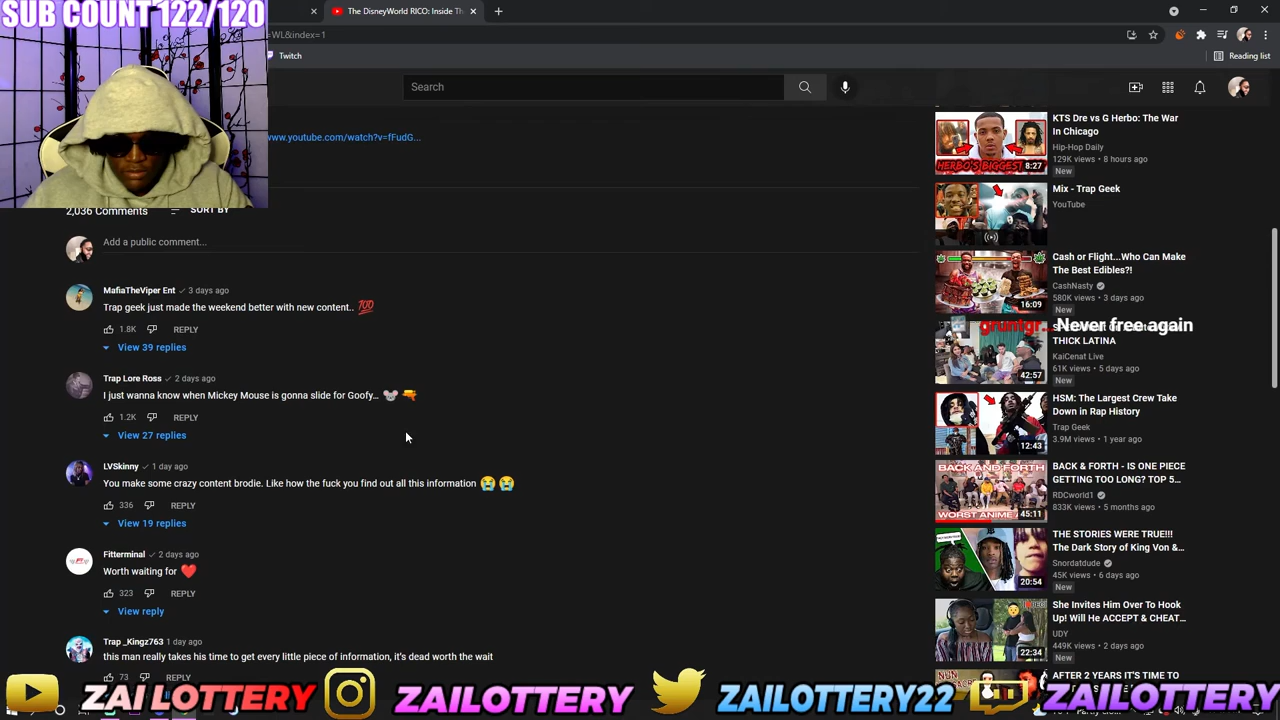 SUB COUNT 122/120
The DisneyWorld RICO: Inside Th
=WL&index=1
Twitch
Reading list
Search
www.youtube.com/watch?v=fFudG...
2,036 Comments
SORT BY
Add a public comment...
MafiaTheViper Ent 3 days ago
Trap geek just made the weekend better with new content.. 💯
1.8K REPLY
View 39 replies
Trap Lore Ross 2 days ago
I just wanna know when Mickey Mouse is gonna slide for Goofy... 🐭 🔫
1.2K REPLY
View 27 replies
LVSkinny 1 day ago
You make some crazy content brodie. Like how the fuck you find out all this information 😭 😭
336 REPLY
View 19 replies
Fitterminal 2 days ago
Worth waiting for ❤️
323 REPLY
View reply
Trap _Kingz763 1 day ago
this man really takes his time to get every little piece of information, it's dead worth the wait
73 REPLY
KTS Dre vs G Herbo: The War
In Chicago
Hip-Hop Daily
129K views • 8 hours ago
New
HERBO'S BIGGEST
8:27
Mix - Trap Geek
YouTube
Cash or Flight...Who Can Make
The Best Edibles?!
CashNasty
580K views • 3 days ago
New
16:09
gruntgr... Never free again
THICK LATINA
KaiCenat Live
61K views • 5 days ago
New
42:57
HSM: The Largest Crew Take
Down in Rap History
Trap Geek
3.9M views • 1 year ago
12:43
BACK & FORTH - IS ONE PIECE
GETTING TOO LONG? TOP 5...
RDCworld1
833K views • 5 months ago
BACK AND FORTH
WORST ANIME
45:11
THE STORIES WERE TRUE!!!
The Dark Story of King Von &...
Snordatdude
45K views • 6 days ago
New
20:54
She Invites Him Over To Hook
Up! Will He ACCEPT & CHEAT...
UDY
449K views • 2 days ago
New
22:34
AFTER 2 YEARS IT'S TIME TO
ZAI LOTTERY
ZAILOTTERY
ZAILOTTERY22
ZAILOTTERY